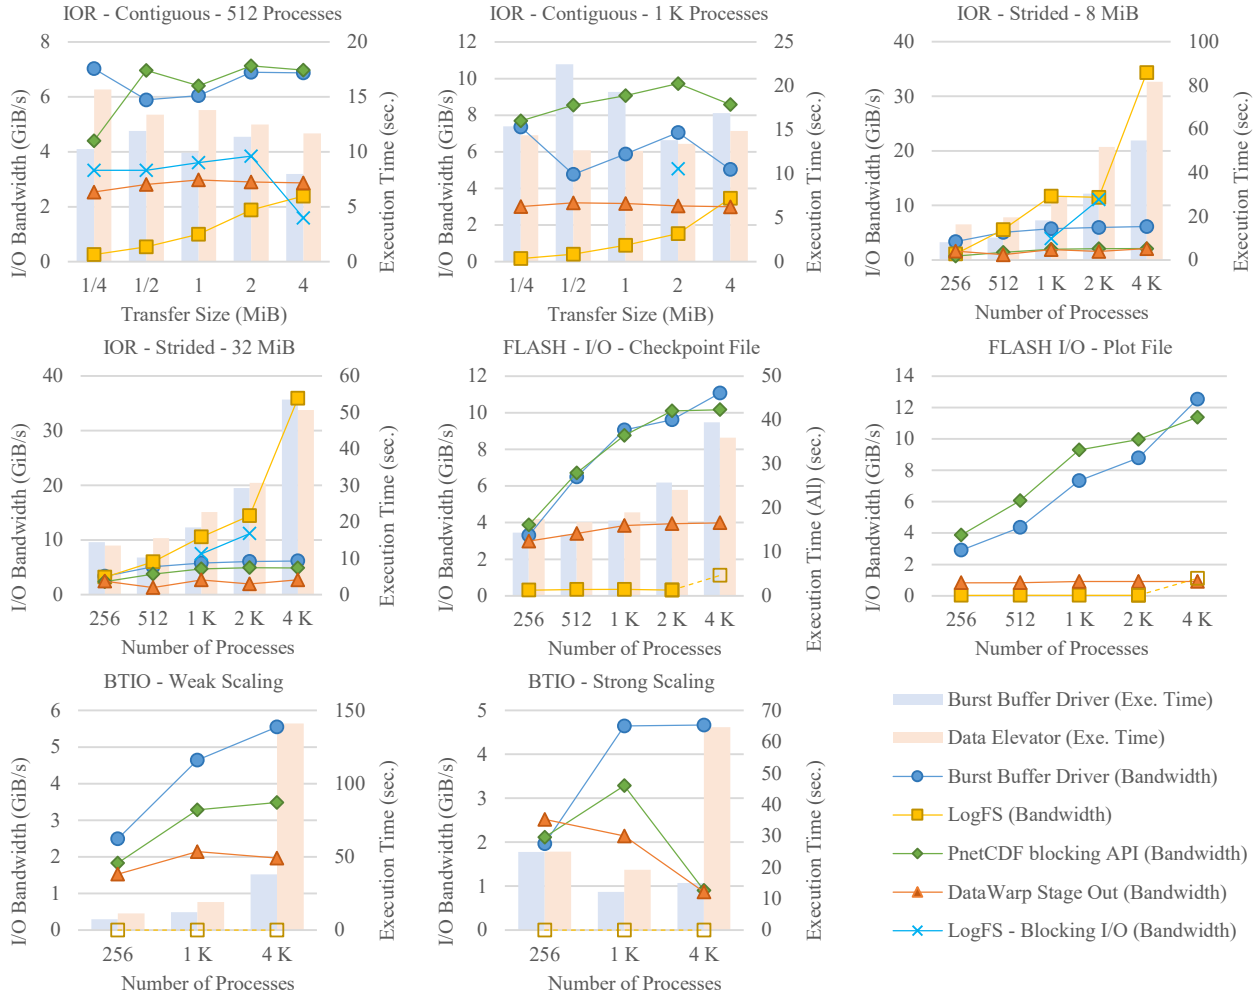 IOR - Contiguous - 512 Processes
I/O Bandwidth (GiB/s)
8
7
6
5
4
3
2
1
0
20
15
10
5
0
Execution Time (sec.)
1/4 1/2 1 2 4
Transfer Size (MiB)
IOR - Contiguous - 1 K Processes
I/O Bandwidth (GiB/s)
12
10
8
6
4
2
0
25
20
15
10
5
0
Execution Time (sec.)
1/4 1/2 1 2 4
Transfer Size (MiB)
IOR - Strided - 8 MiB
I/O Bandwidth (GiB/s)
40
30
20
10
0
100
80
60
40
20
0
Execution Time (sec.)
256 512 1 K 2 K 4 K
Number of Processes
IOR - Strided - 32 MiB
I/O Bandwidth (GiB/s)
40
30
20
10
0
60
50
40
30
20
10
0
Execution Time (sec.)
256 512 1 K 2 K 4 K
Number of Processes
FLASH - I/O - Checkpoint File
I/O Bandwidth (GiB/s)
12
10
8
6
4
2
0
50
40
30
20
10
0
Execution Time (All) (sec.)
256 512 1 K 2 K 4 K
Number of Processes
FLASH I/O - Plot File
I/O Bandwidth (GiB/s)
14
12
10
8
6
4
2
0
256 512 1 K 2 K 4 K
Number of Processes
BTIO - Weak Scaling
I/O Bandwidth (GiB/s)
6
5
4
3
2
1
0
150
100
50
0
Execution Time (sec.)
256 1 K 4 K
Number of Processes
BTIO - Strong Scaling
I/O Bandwidth (GiB/s)
5
4
3
2
1
0
70
60
50
40
30
20
10
0
Execution Time (sec.)
256 1 K 4 K
Number of Processes
Burst Buffer Driver (Exe. Time)
Data Elevator (Exe. Time)
Burst Buffer Driver (Bandwidth)
LogFS (Bandwidth)
PnetCDF blocking API (Bandwidth)
DataWarp Stage Out (Bandwidth)
LogFS - Blocking I/O (Bandwidth)